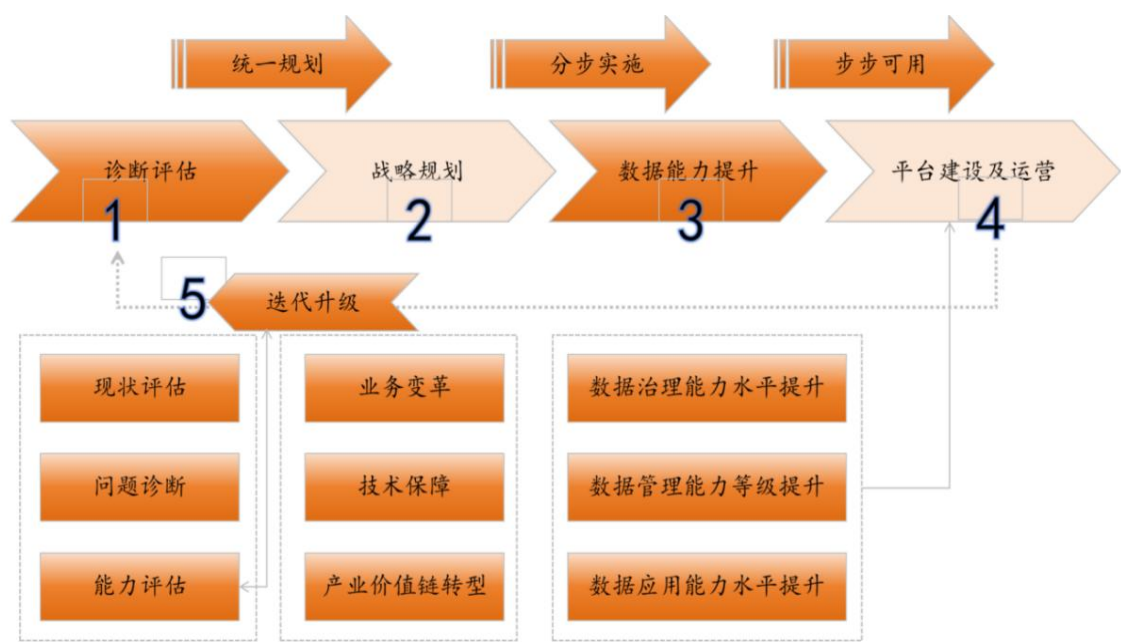 统一规划
分步实施
步步可用
诊断评估
战略规划
数据能力提升
平台建设及运营
1
2
3
4
5
迭代升级
现状评估
业务变革
数据治理能力水平提升
问题诊断
技术保障
数据管理能力等级提升
能力评估
产业价值链转型
数据应用能力水平提升